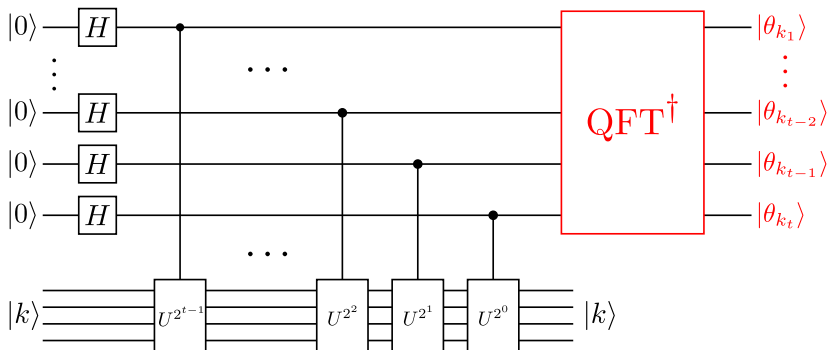 |0⟩ H |θ_{k_1}⟩
⋮ ⋯ ⋮
|0⟩ H QFT^† |θ_{k_{t-2}}⟩
|0⟩ H |θ_{k_{t-1}}⟩
|0⟩ H |θ_{k_t}⟩
⋯
|k⟩ U^{2^{t-1}} U^{2^2} U^{2^1} U^{2^0} |k⟩